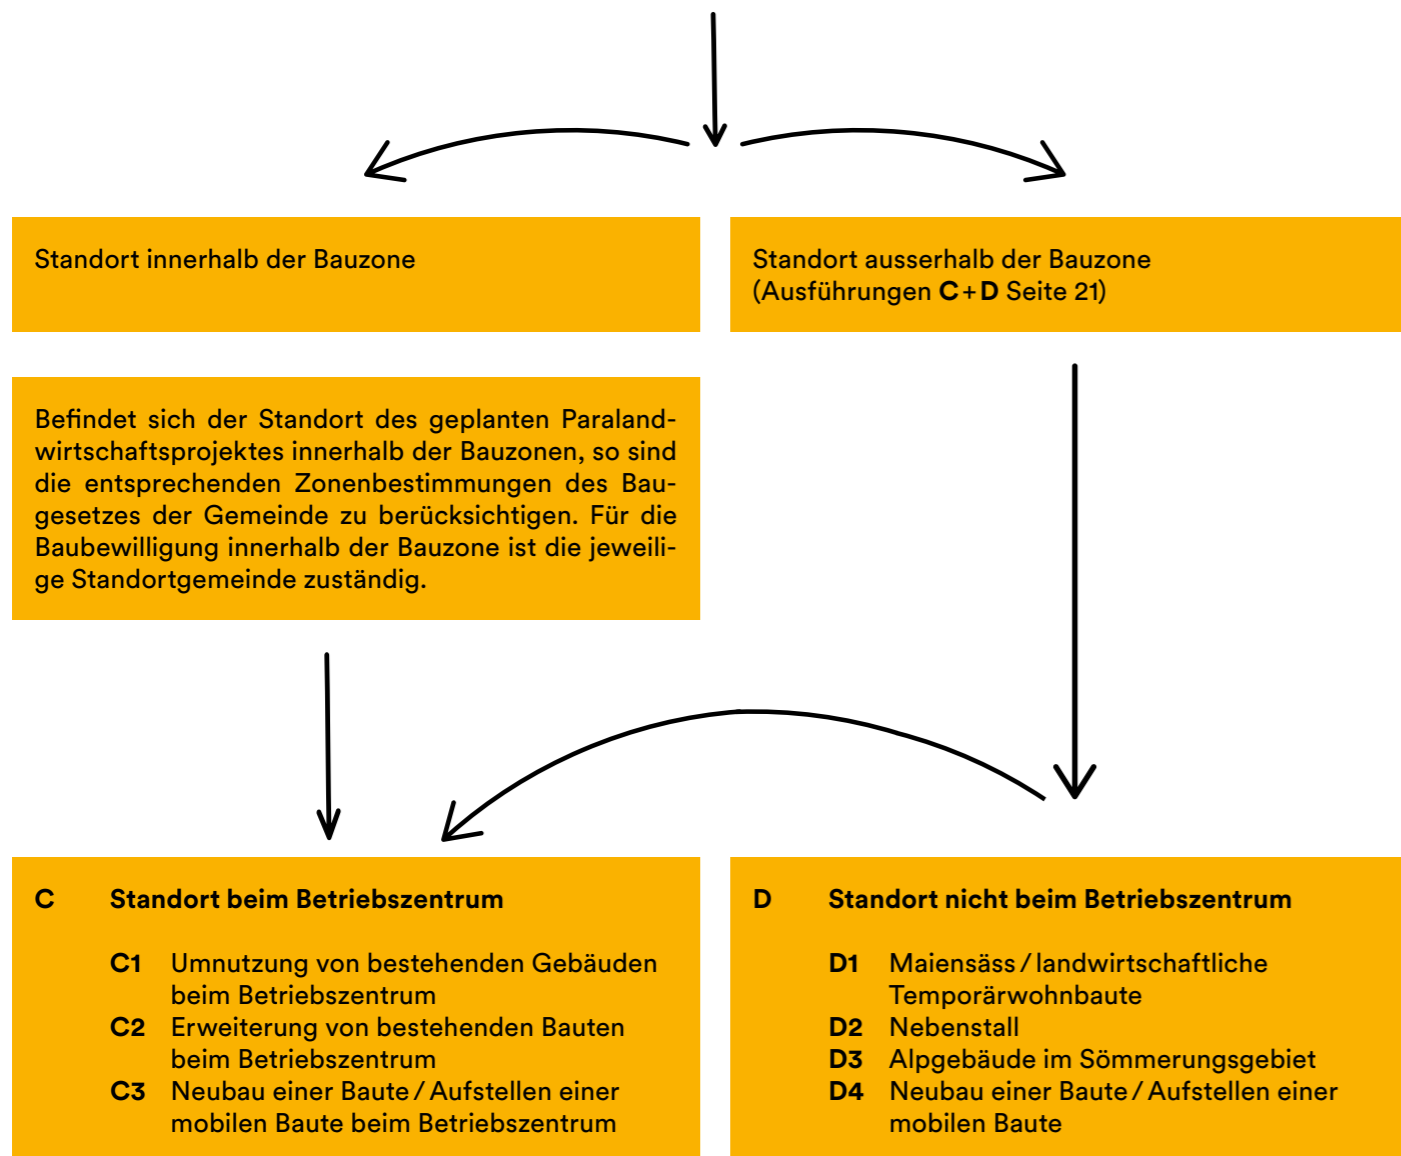 Standort innerhalb der Bauzone
Standort ausserhalb der Bauzone
(Ausführungen C+D Seite 21)
Befindet sich der Standort des geplanten Paraland-
wirtschaftsprojektes innerhalb der Bauzonen, so sind
die entsprechenden Zonenbestimmungen des Bau-
gesetzes der Gemeinde zu berücksichtigen. Für die
Baubewilligung innerhalb der Bauzone ist die jeweili-
ge Standortgemeinde zuständig.
C Standort beim Betriebszentrum
C1 Umnutzung von bestehenden Gebäuden
beim Betriebszentrum
C2 Erweiterung von bestehenden Bauten
beim Betriebszentrum
C3 Neubau einer Baute / Aufstellen einer
mobilen Baute beim Betriebszentrum
D Standort nicht beim Betriebszentrum
D1 Maiensäss / landwirtschaftliche
Temporärwohnbaute
D2 Nebenstall
D3 Alpgebäude im Sömmerungsgebiet
D4 Neubau einer Baute / Aufstellen einer
mobilen Baute